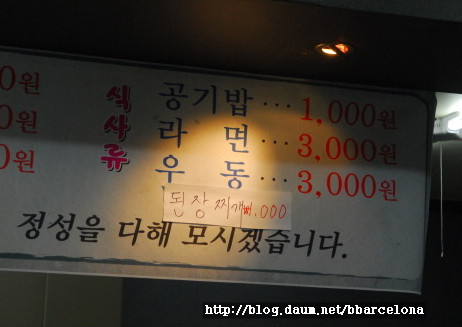 식사류
공기밥 ··· 1,000원
라 면 ··· 3,000원
우 동 ··· 3,000원
0원
0원
0원
된장찌개 .000
정성을 다해 모시겠습니다.
http://blog.daum.net/bbarcelona